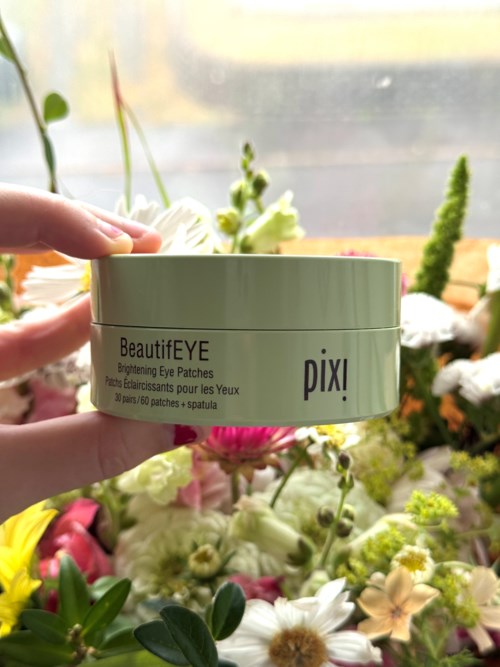 BeautifEYE
Brightening Eye Patches
Patchs Éclaircissants pour les Yeux
30 pairs/60 patches + spatula
pixi